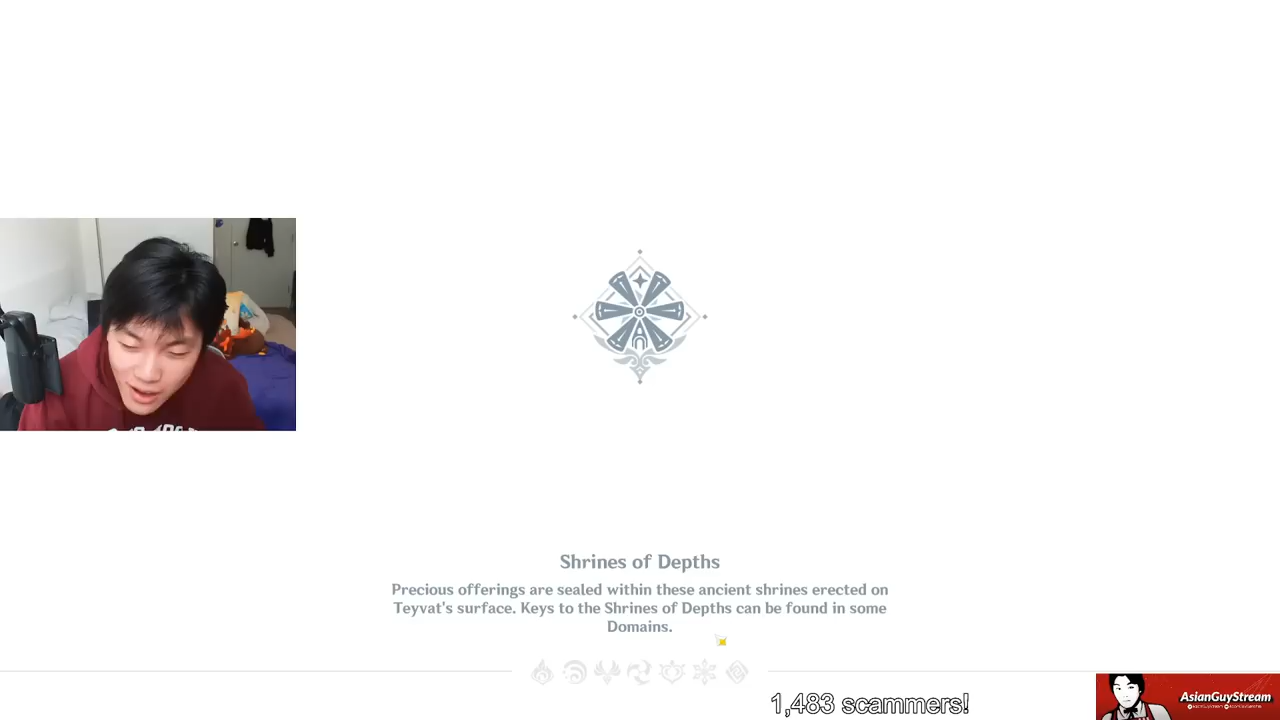 Shrines of Depths
Precious offerings are sealed within these ancient shrines erected on
Teyvat's surface. Keys to the Shrines of Depths can be found in some
Domains.
1,483 scammers!
AsianGuyStream